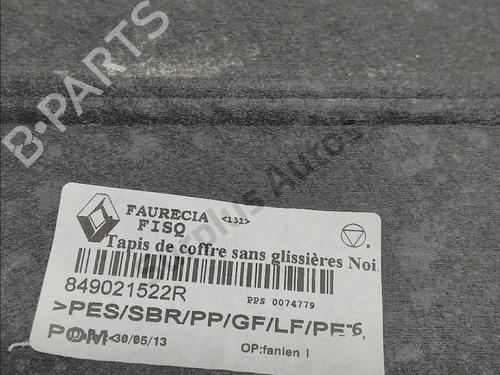 B-PARTS
FAURECIA <131>
FISQ
Tapis de coffre sans glissières Noi
849021522R
PPS 0074779
>PES/SBR/PP/GF/LF/PE-6
POM< 30/05/13
OP:fanien l